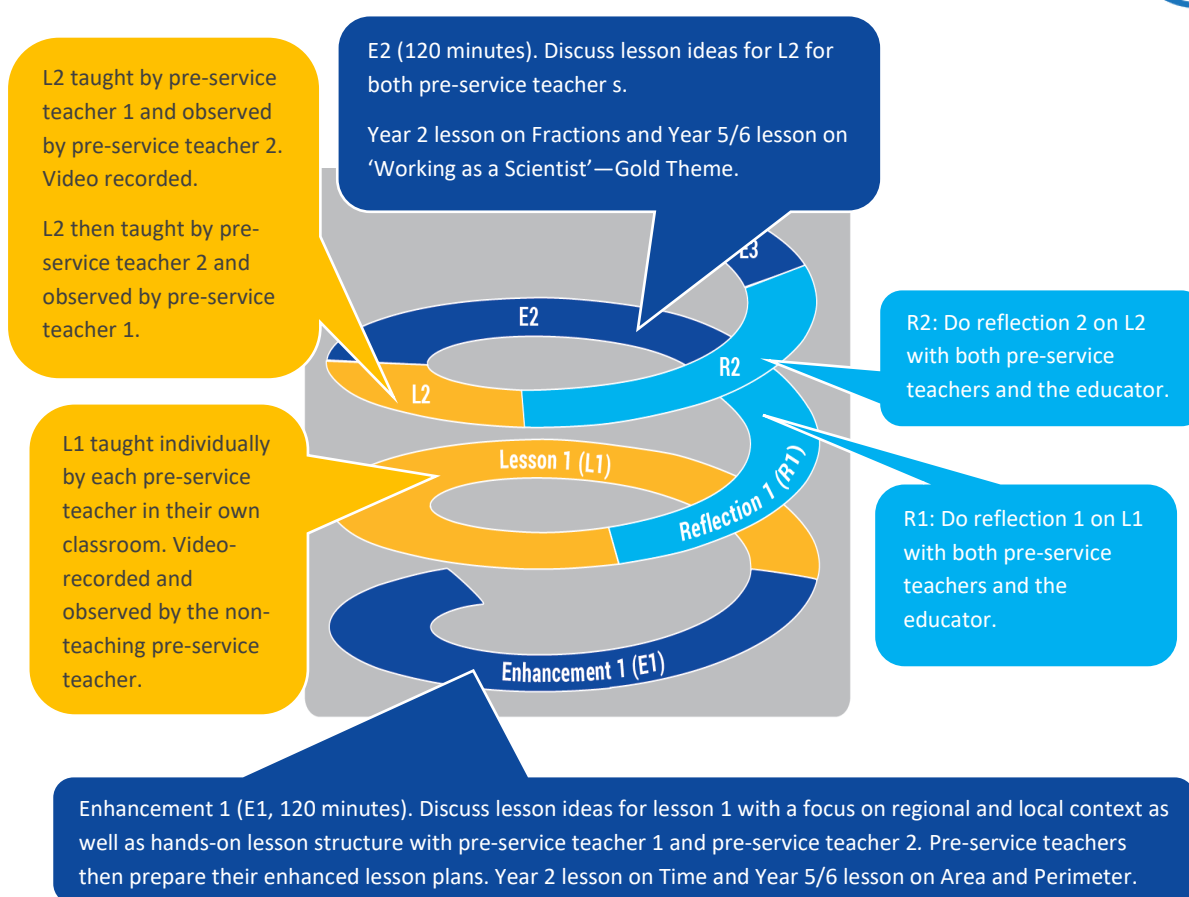 E2 (120 minutes). Discuss lesson ideas for L2 for
both pre-service teacher s.
Year 2 lesson on Fractions and Year 5/6 lesson on
‘Working as a Scientist’—Gold Theme.
L2 taught by pre-service
teacher 1 and observed
by pre-service teacher 2.
Video recorded.
L2 then taught by pre-
service teacher 2 and
observed by pre-service
teacher 1.
E3
E2
R2
L2
R2: Do reflection 2 on L2
with both pre-service
teachers and the educator.
L1 taught individually
by each pre-service
teacher in their own
classroom. Video-
recorded and
observed by the non-
teaching pre-service
teacher.
Lesson 1 (L1)
Reflection 1 (R1)
R1: Do reflection 1 on L1
with both pre-service
teachers and the
educator.
Enhancement 1 (E1)
Enhancement 1 (E1, 120 minutes). Discuss lesson ideas for lesson 1 with a focus on regional and local context as
well as hands-on lesson structure with pre-service teacher 1 and pre-service teacher 2. Pre-service teachers
then prepare their enhanced lesson plans. Year 2 lesson on Time and Year 5/6 lesson on Area and Perimeter.